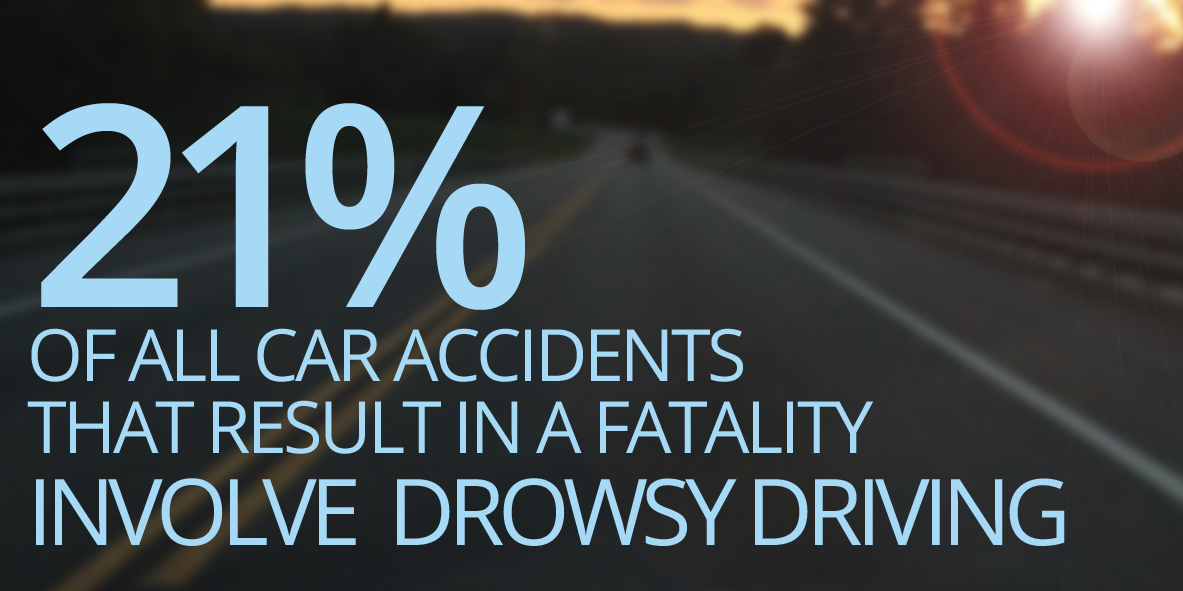 21%
OF ALL CAR ACCIDENTS
THAT RESULT IN A FATALITY
INVOLVE DROWSY DRIVING